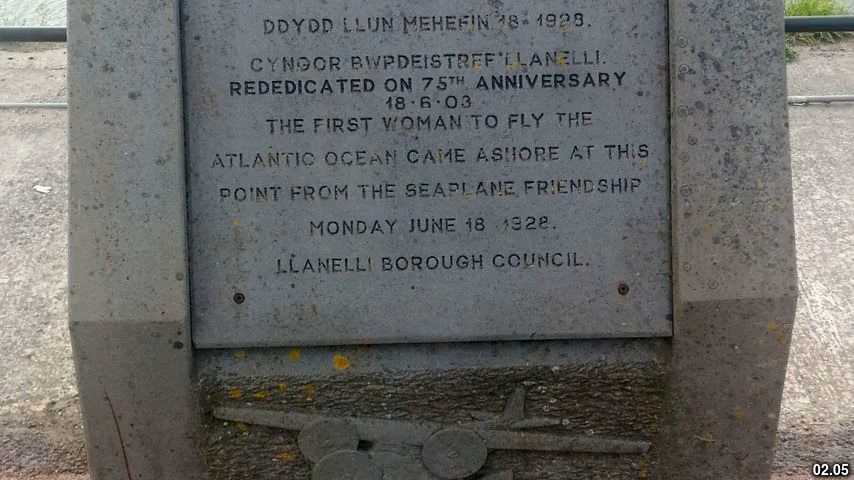 DDYDD LLUN MEHEFIN 18 · 1928.
CYNGOR BWRDEISTREF LLANELLI.
REDEDICATED ON 75TH ANNIVERSARY
18·6·03
THE FIRST WOMAN TO FLY THE
ATLANTIC OCEAN CAME ASHORE AT THIS
POINT FROM THE SEAPLANE FRIENDSHIP
MONDAY JUNE 18 1928.
LLANELLI BOROUGH COUNCIL.
02.05